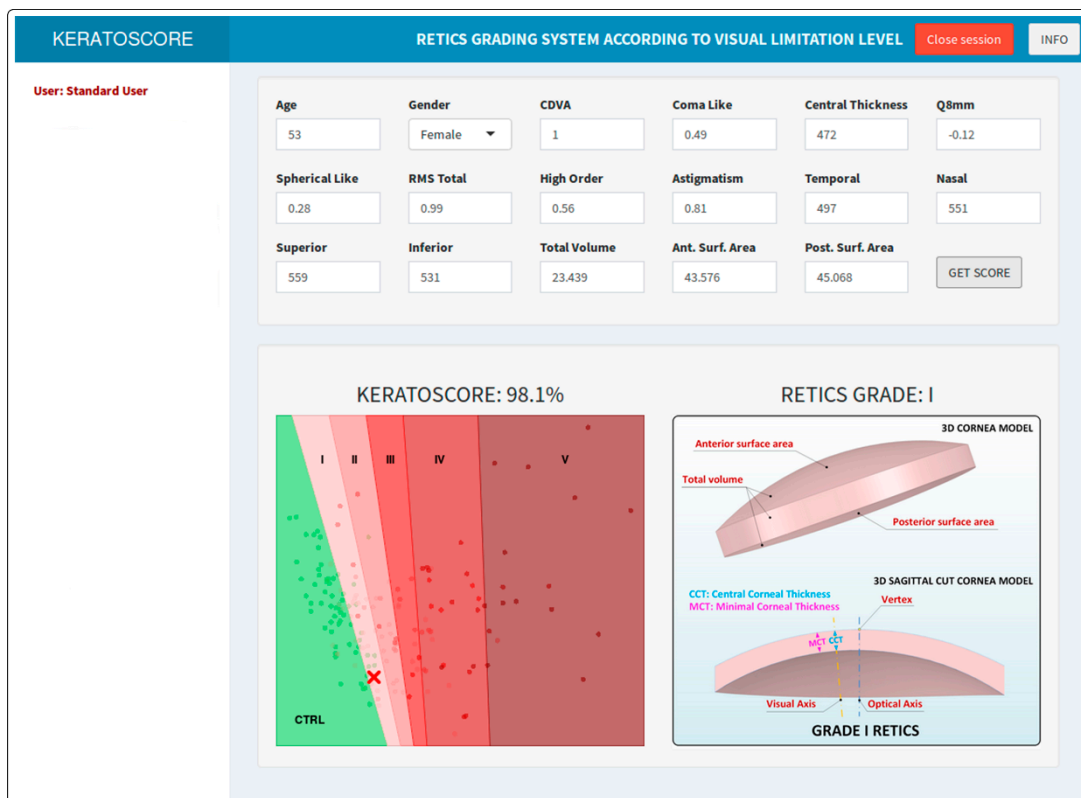 KERATOSCORE
RETICS GRADING SYSTEM ACCORDING TO VISUAL LIMITATION LEVEL
Close session
INFO
User: Standard User
Age Gender CDVA Coma Like Central Thickness Q8mm
53 Female 1 0.49 472 -0.12
Spherical Like RMS Total High Order Astigmatism Temporal Nasal
0.28 0.99 0.56 0.81 497 551
Superior Inferior Total Volume Ant. Surf. Area Post. Surf. Area
559 531 23.439 43.576 45.068 GET SCORE
KERATOSCORE: 98.1%
I II III IV V
CTRL
RETICS GRADE: I
3D CORNEA MODEL
Anterior surface area
Total volume
Posterior surface area
3D SAGITTAL CUT CORNEA MODEL
CCT: Central Corneal Thickness
MCT: Minimal Corneal Thickness
Vertex
MCT CCT
Visual Axis Optical Axis
GRADE I RETICS